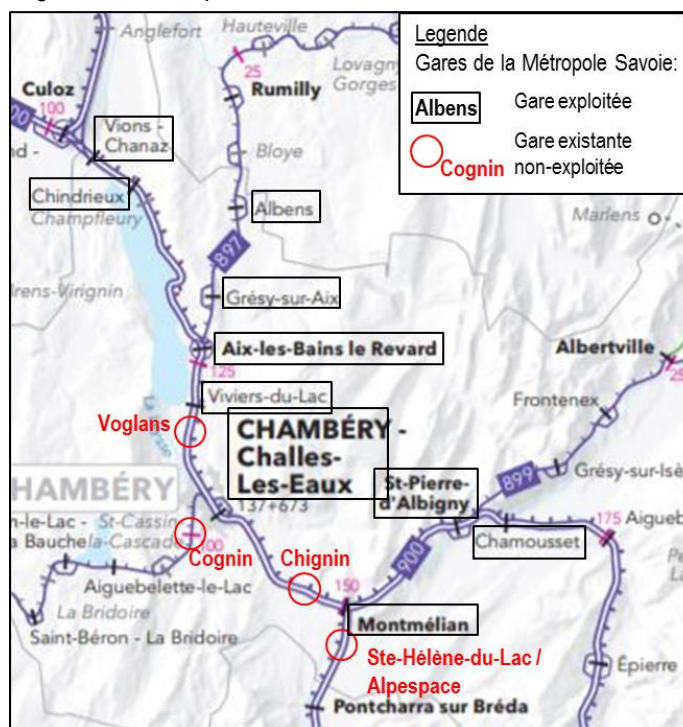 Anglefort
Hauteville
Lovagny
Gorges
Legende
Gares de la Métropole Savoie:
Albens
Gare exploitée
Cognin
Gare existante
non-exploitée
Culoz
100
25
Rumilly
Vions -
Chanaz
Bloye
Chindrieux
Champfleury
Albens
Marlens
897
Grésy-sur-Aix
Aix-les-Bains le Revard
125
Albertville
25
Viviers-du-Lac
Frontenex
Voglans
CHAMBÉRY -
Challes-
Les-Eaux
HAMBÉRY
137+673
St-Pierre-
d'Albigny
899
Grésy-sur-Isè
St-Cassin
la-Cascade
100
Cognin
Chignin
900
Chamousset
175
Aigueb
Aiguebelette-le-Lac
150
La Bridoire
Saint-Béron - La Bridoire
Montmélian
Ste-Hélène-du-Lac /
Alpespace
Épierre
Pontcharra sur Bréda